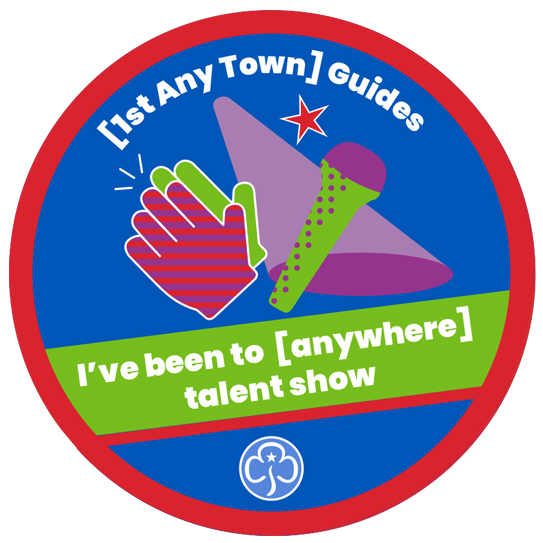 [1st Any Town] Guides
I’ve been to [anywhere]
talent show